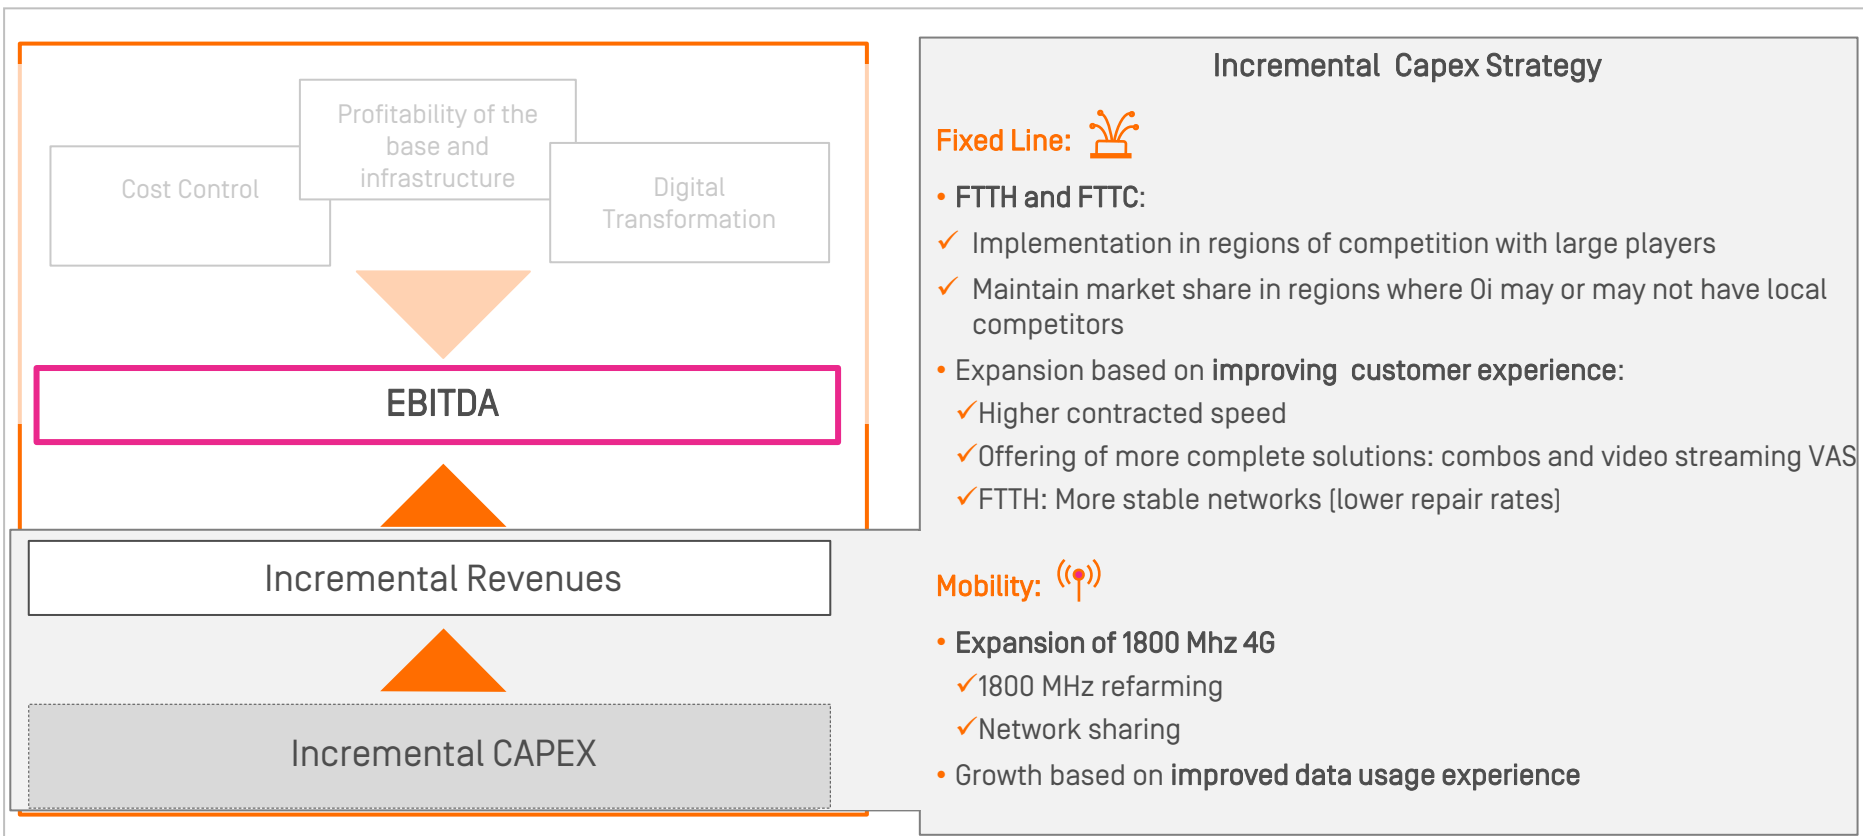 Profitability of the
base and
infrastructure
Cost Control
Digital
Transformation
EBITDA
Incremental Revenues
Incremental CAPEX
Incremental Capex Strategy
Fixed Line:
• FTTH and FTTC:
✓ Implementation in regions of competition with large players
✓ Maintain market share in regions where Oi may or may not have local
competitors
• Expansion based on improving customer experience:
✓Higher contracted speed
✓Offering of more complete solutions: combos and video streaming VAS
✓FTTH: More stable networks (lower repair rates)
Mobility:
• Expansion of 1800 Mhz 4G
✓1800 MHz refarming
✓Network sharing
• Growth based on improved data usage experience